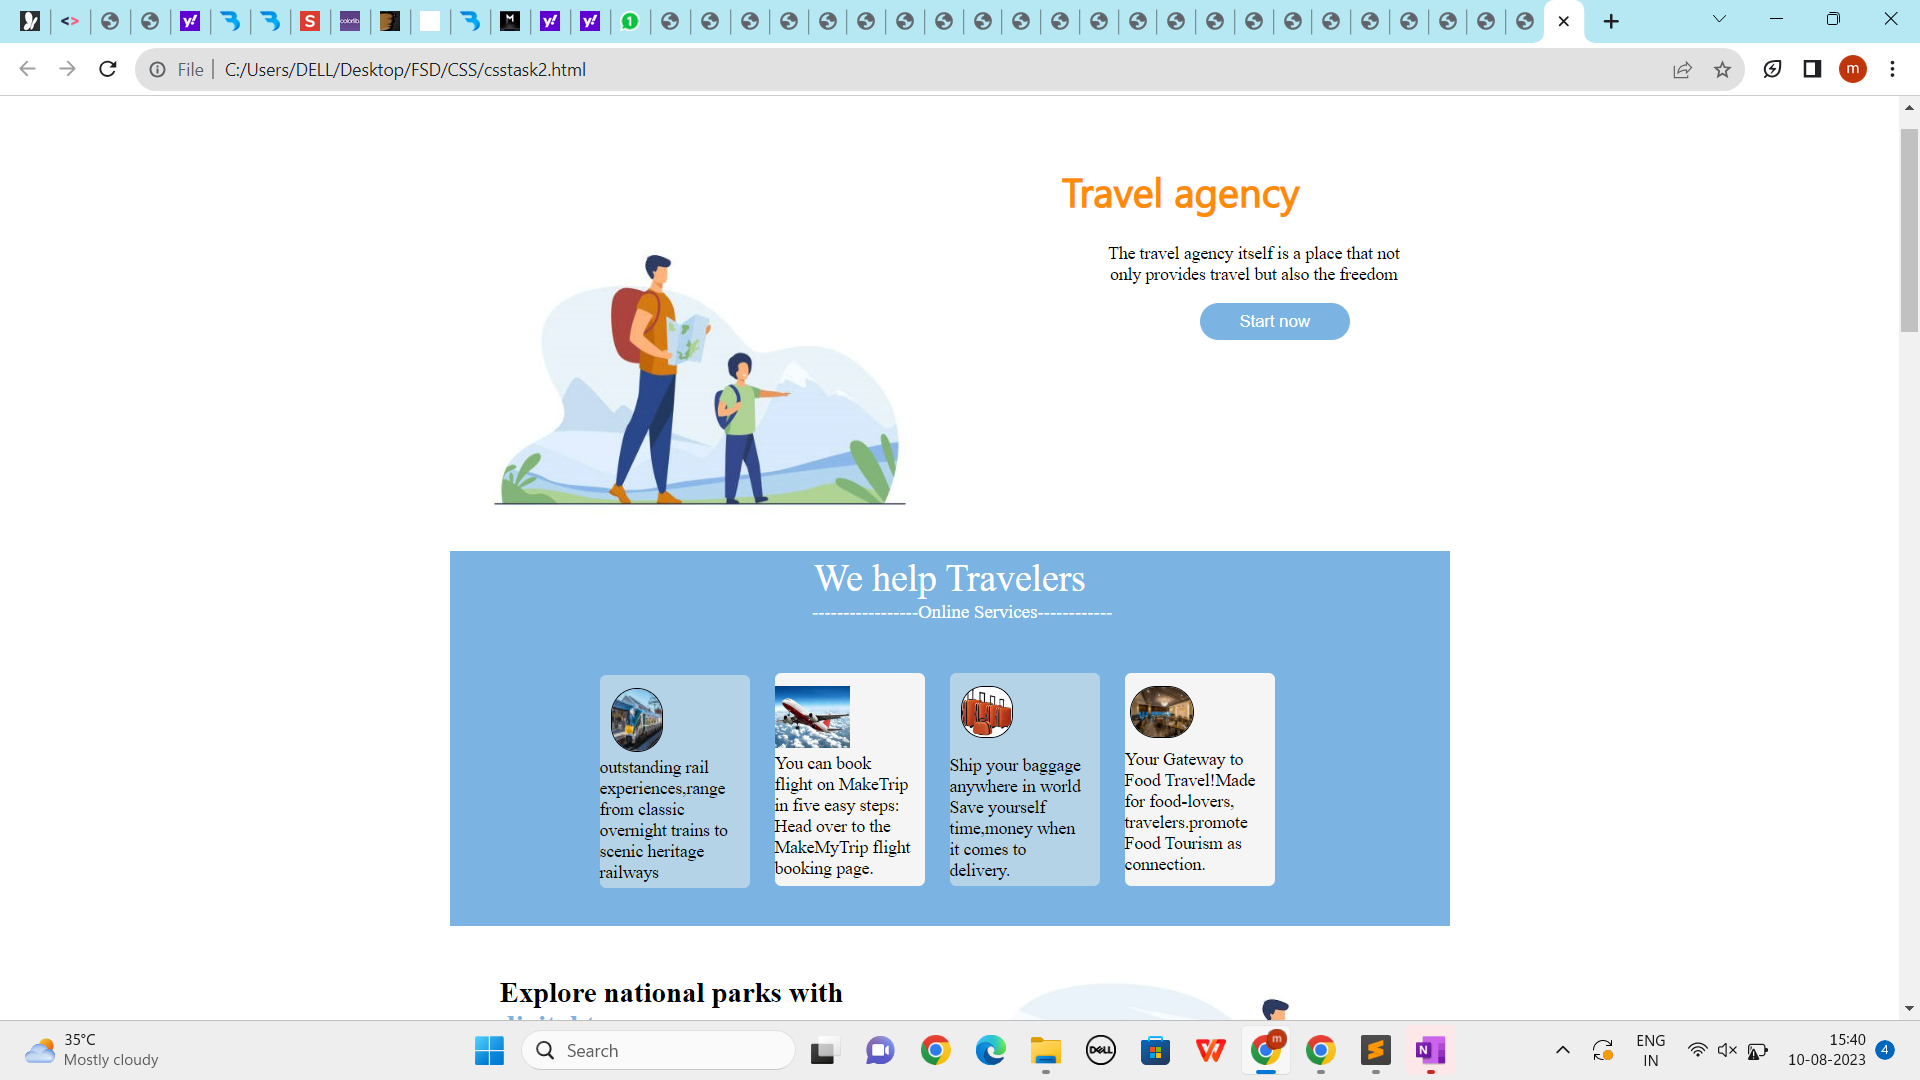 File
C:/Users/DELL/Desktop/FSD/CSS/csstask2.html
m
Travel agency
The travel agency itself is a place that not
only provides travel but also the freedom
Start now
We help Travelers
-----------------Online Services------------
outstanding rail
experiences,range
from classic
overnight trains to
scenic heritage
railways
You can book
flight on MakeTrip
in five easy steps:
Head over to the
MakeMyTrip flight
booking page.
Ship your baggage
anywhere in world
Save yourself
time,money when
it comes to
delivery.
Your Gateway to
Food Travel!Made
for food-lovers,
travelers.promote
Food Tourism as
connection.
Explore national parks with
35°C
Mostly cloudy
Search
DELL
m
ENG
IN
15:40
10-08-2023
4